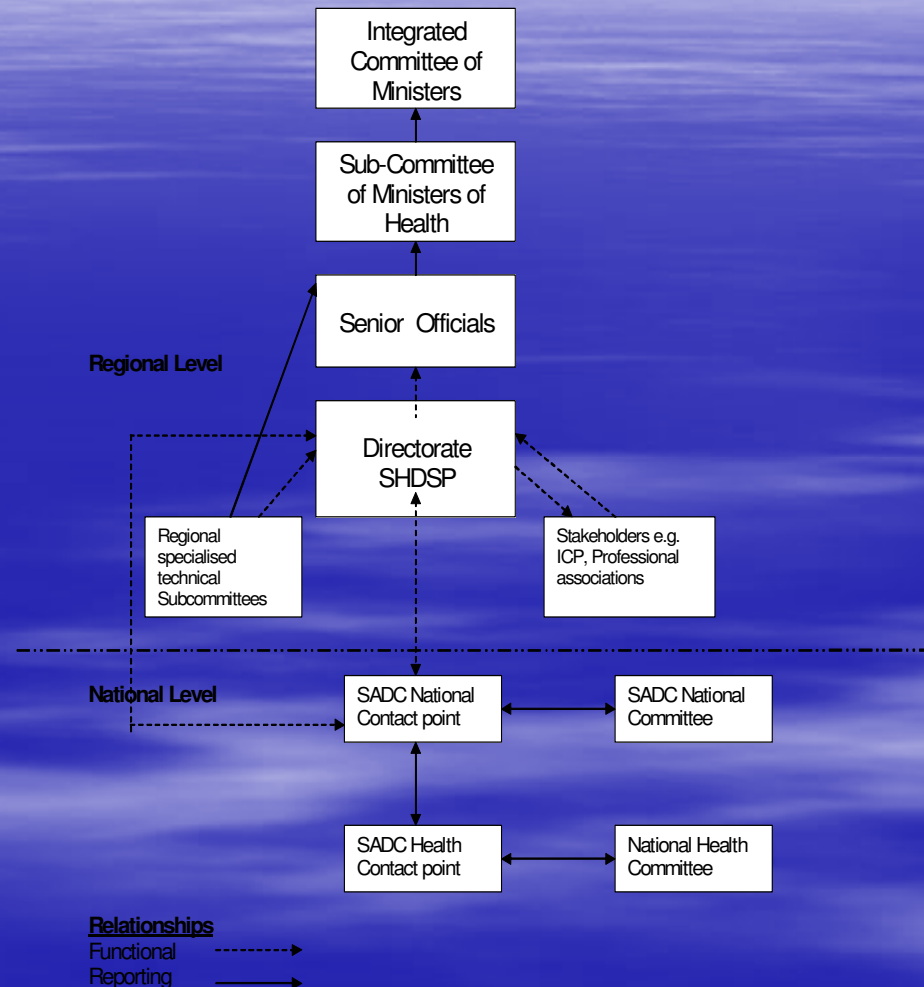 Integrated
Committee of
Ministers
Sub-Committee
of Ministers of
Health
Senior Officials
Regional Level
Directorate
SHDSP
Regional
specialised
technical
Subcommittees
Stakeholders e.g.
ICP, Professional
associations
National Level
SADC National
Contact point
SADC National
Committee
SADC Health
Contact point
National Health
Committee
Relationships
Functional
Reporting